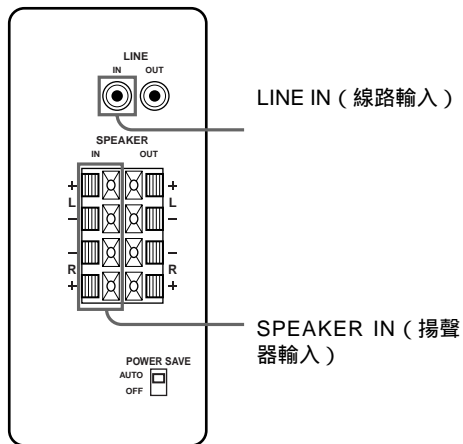 LINE
IN OUT
LINE IN（線路輸入）
SPEAKER
IN OUT
+ +
L L
– –
– –
R R
+ +
SPEAKER IN（揚聲
器輸入）
POWER SAVE
AUTO
OFF